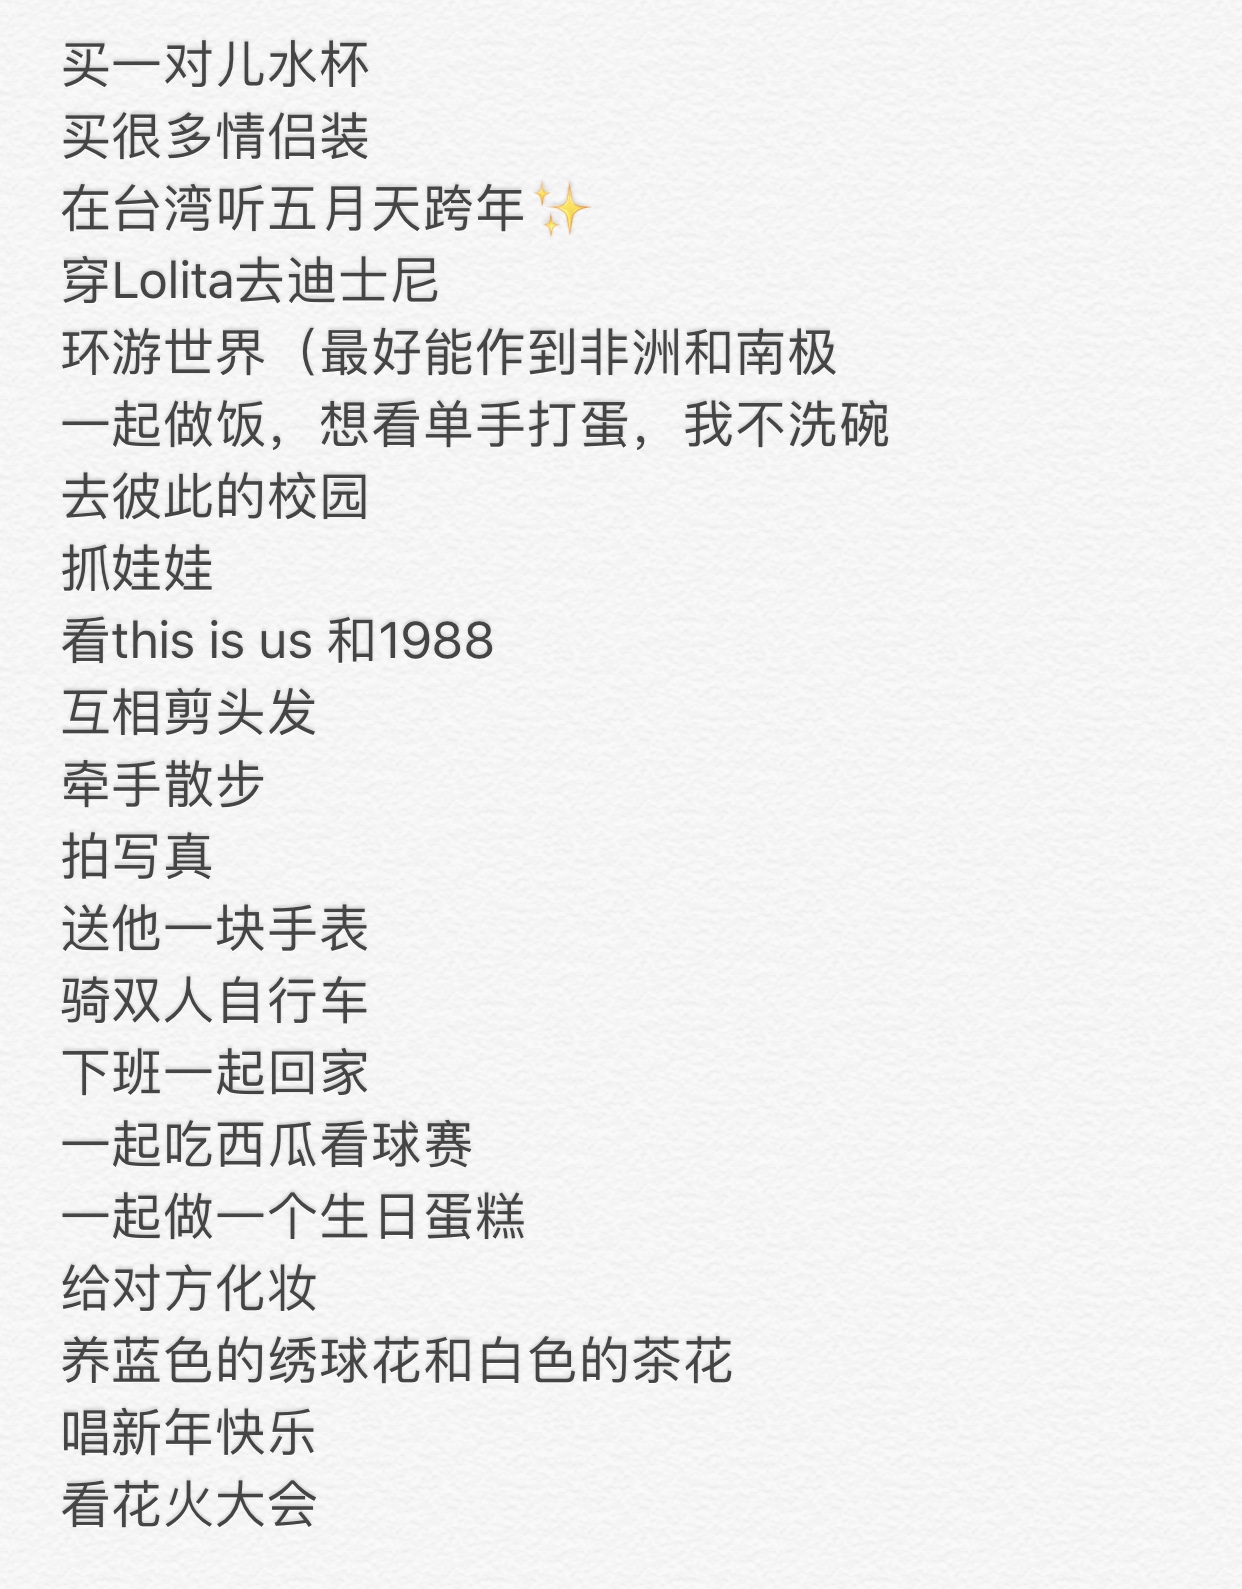 买一对儿水杯
买很多情侣装
在台湾听五月天跨年✨
穿Lolita去迪士尼
环游世界（最好能作到非洲和南极
一起做饭，想看单手打蛋，我不洗碗
去彼此的校园
抓娃娃
看this is us 和1988
互相剪头发
牵手散步
拍写真
送他一块手表
骑双人自行车
下班一起回家
一起吃西瓜看球赛
一起做一个生日蛋糕
给对方化妆
养蓝色的绣球花和白色的茶花
唱新年快乐
看花火大会